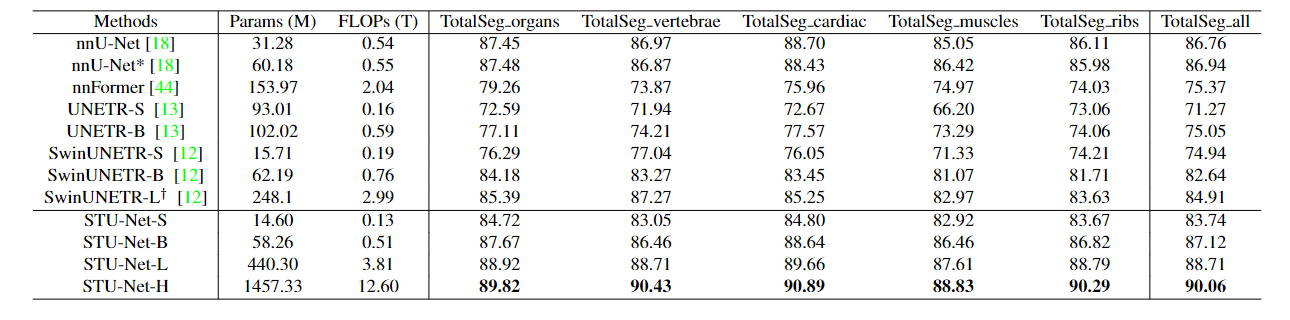 Methods Params (M) FLOPs (T) TotalSeg_organs TotalSeg_vertebrae TotalSeg_cardiac TotalSeg_muscles TotalSeg_ribs TotalSeg_all
nnU-Net [18] 31.28 0.54 87.45 86.97 88.70 85.05 86.11 86.76
nnU-Net* [18] 60.18 0.55 87.48 86.87 88.43 86.42 85.98 86.94
nnFormer [44] 153.97 2.04 79.26 73.87 75.96 74.97 74.03 75.37
UNETR-S [13] 93.01 0.16 72.59 71.94 72.67 66.20 73.06 71.27
UNETR-B [13] 102.02 0.59 77.11 74.21 77.57 73.29 74.06 75.05
SwinUNETR-S [12] 15.71 0.19 76.29 77.04 76.05 71.33 74.21 74.94
SwinUNETR-B [12] 62.19 0.76 84.18 83.27 83.45 81.07 81.71 82.64
SwinUNETR-L† [12] 248.1 2.99 85.39 87.27 85.25 82.97 83.63 84.91
STU-Net-S 14.60 0.13 84.72 83.05 84.80 82.92 83.67 83.74
STU-Net-B 58.26 0.51 87.67 86.46 88.64 86.46 86.82 87.12
STU-Net-L 440.30 3.81 88.92 88.71 89.66 87.61 88.79 88.71
STU-Net-H 1457.33 12.60 89.82 90.43 90.89 88.83 90.29 90.06